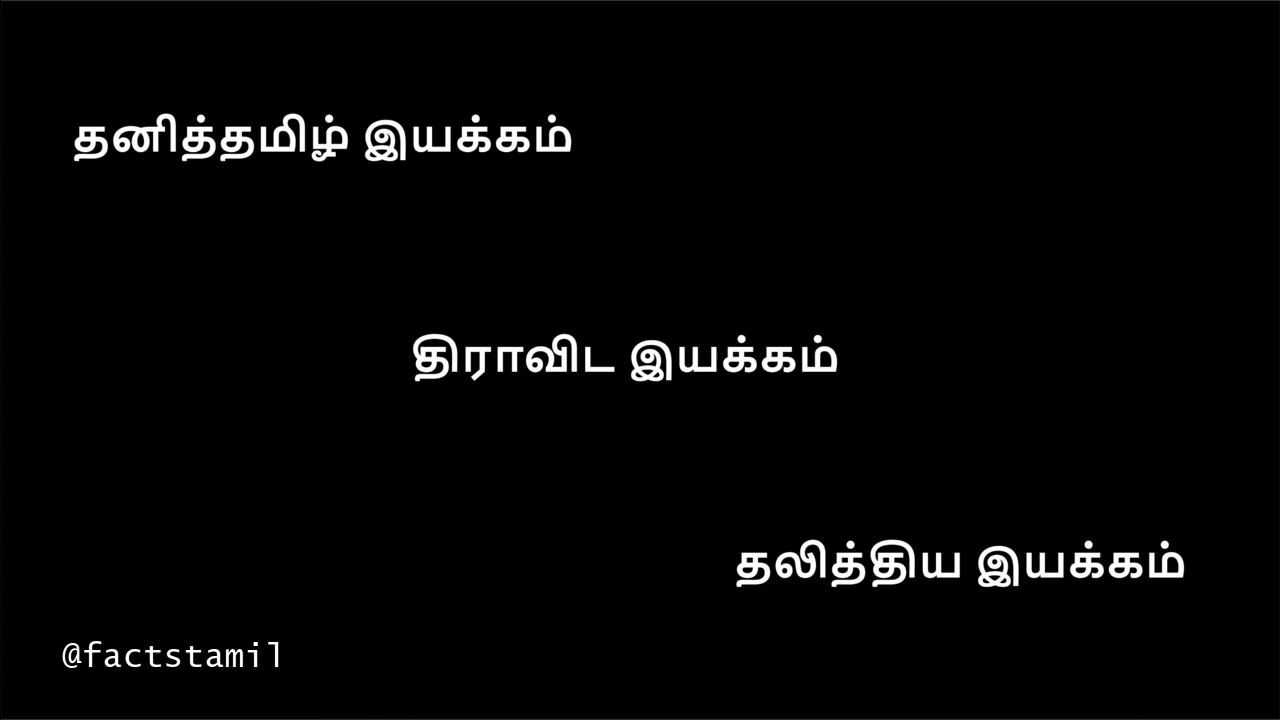 தனித்தமிழ் இயக்கம்
திராவிட இயக்கம்
தலித்திய இயக்கம்
@factstamil